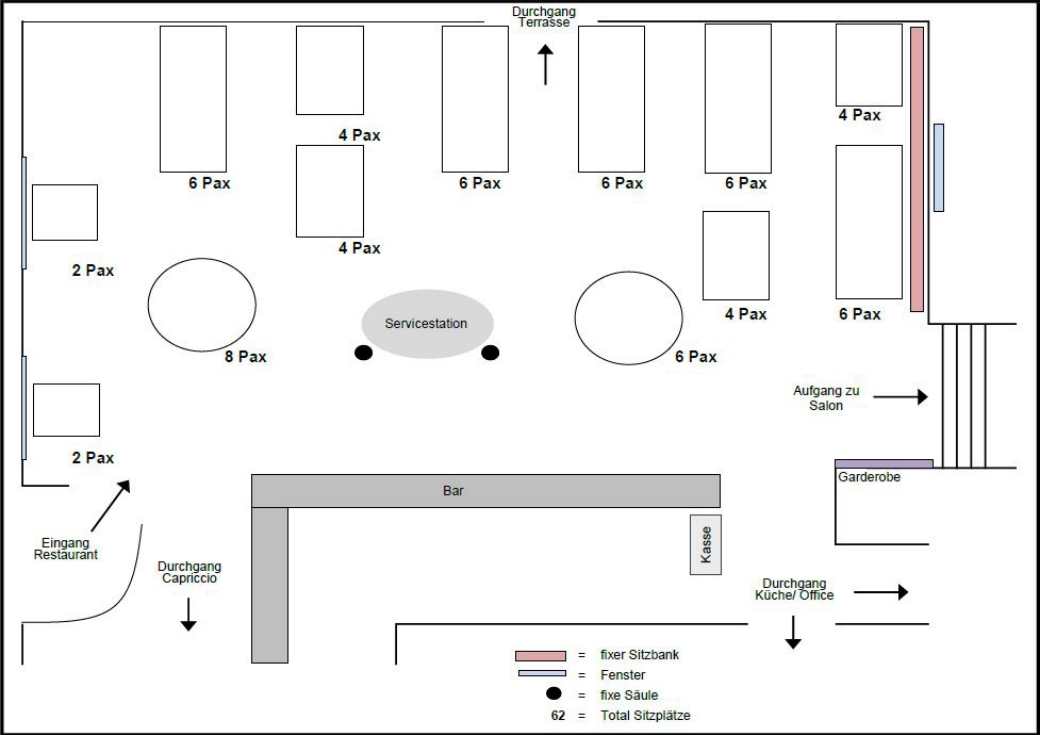 Durchgang
Terrasse
4 Pax
4 Pax
6 Pax
6 Pax
6 Pax
6 Pax
4 Pax
2 Pax
4 Pax
6 Pax
Servicestation
8 Pax
6 Pax
Aufgang zu
Salon
2 Pax
Garderobe
Bar
Eingang
Restaurant
Kasse
Durchgang
Capriccio
Durchgang
Küche/ Office
= fixer Sitzbank
= Fenster
= fixe Säule
62 = Total Sitzplätze